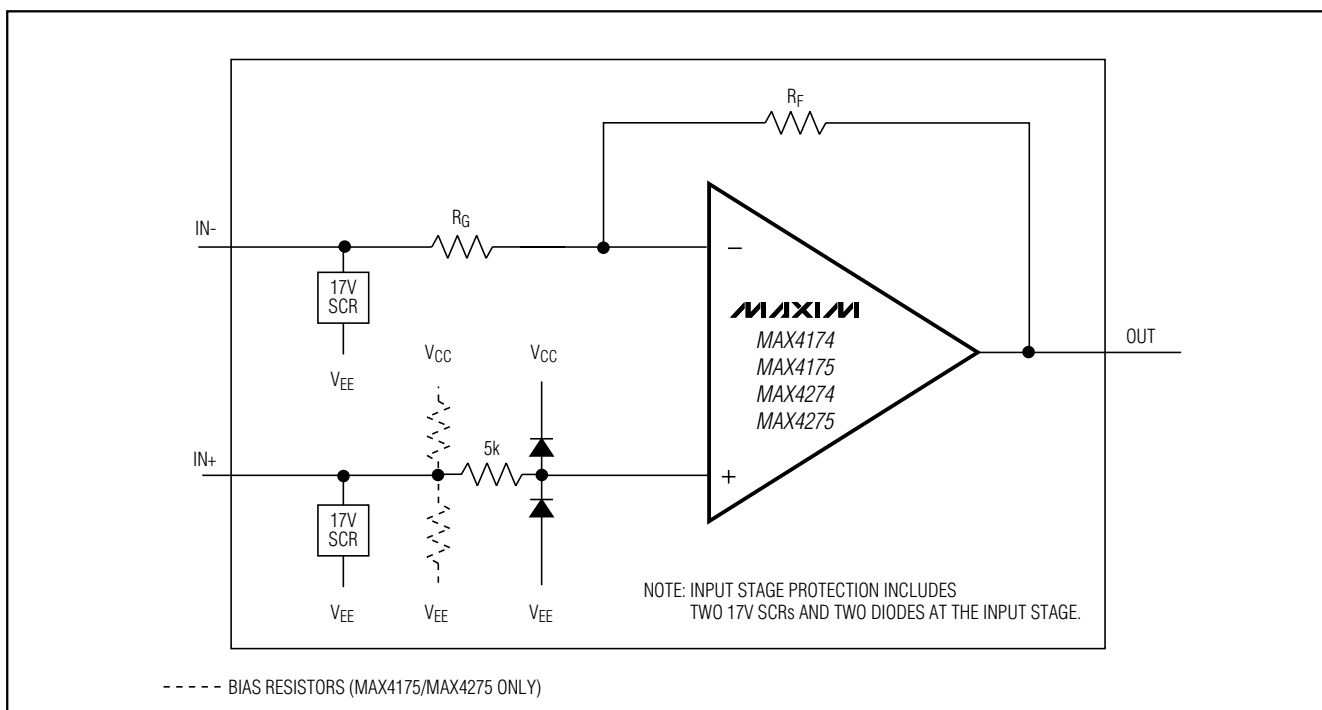 RF
IN-
RG
17V
SCR
VEE
−
MAXIM
MAX4174
MAX4175
MAX4274
MAX4275
OUT
VCC
VCC
5k
IN+
+
17V
SCR
VEE
VEE
VEE
NOTE: INPUT STAGE PROTECTION INCLUDES
TWO 17V SCRs AND TWO DIODES AT THE INPUT STAGE.
----- BIAS RESISTORS (MAX4175/MAX4275 ONLY)